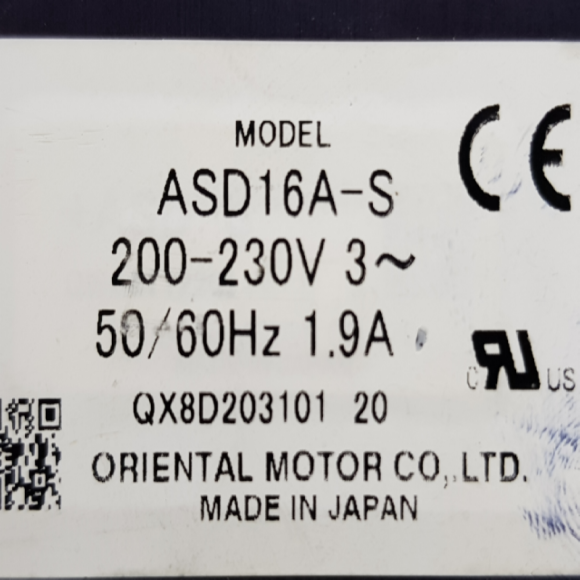 MODEL
CE
ASD16A-S
200-230V 3~
50/60Hz 1.9A
c RU US
QX8D203101 20
ORIENTAL MOTOR CO,.LTD.
MADE IN JAPAN